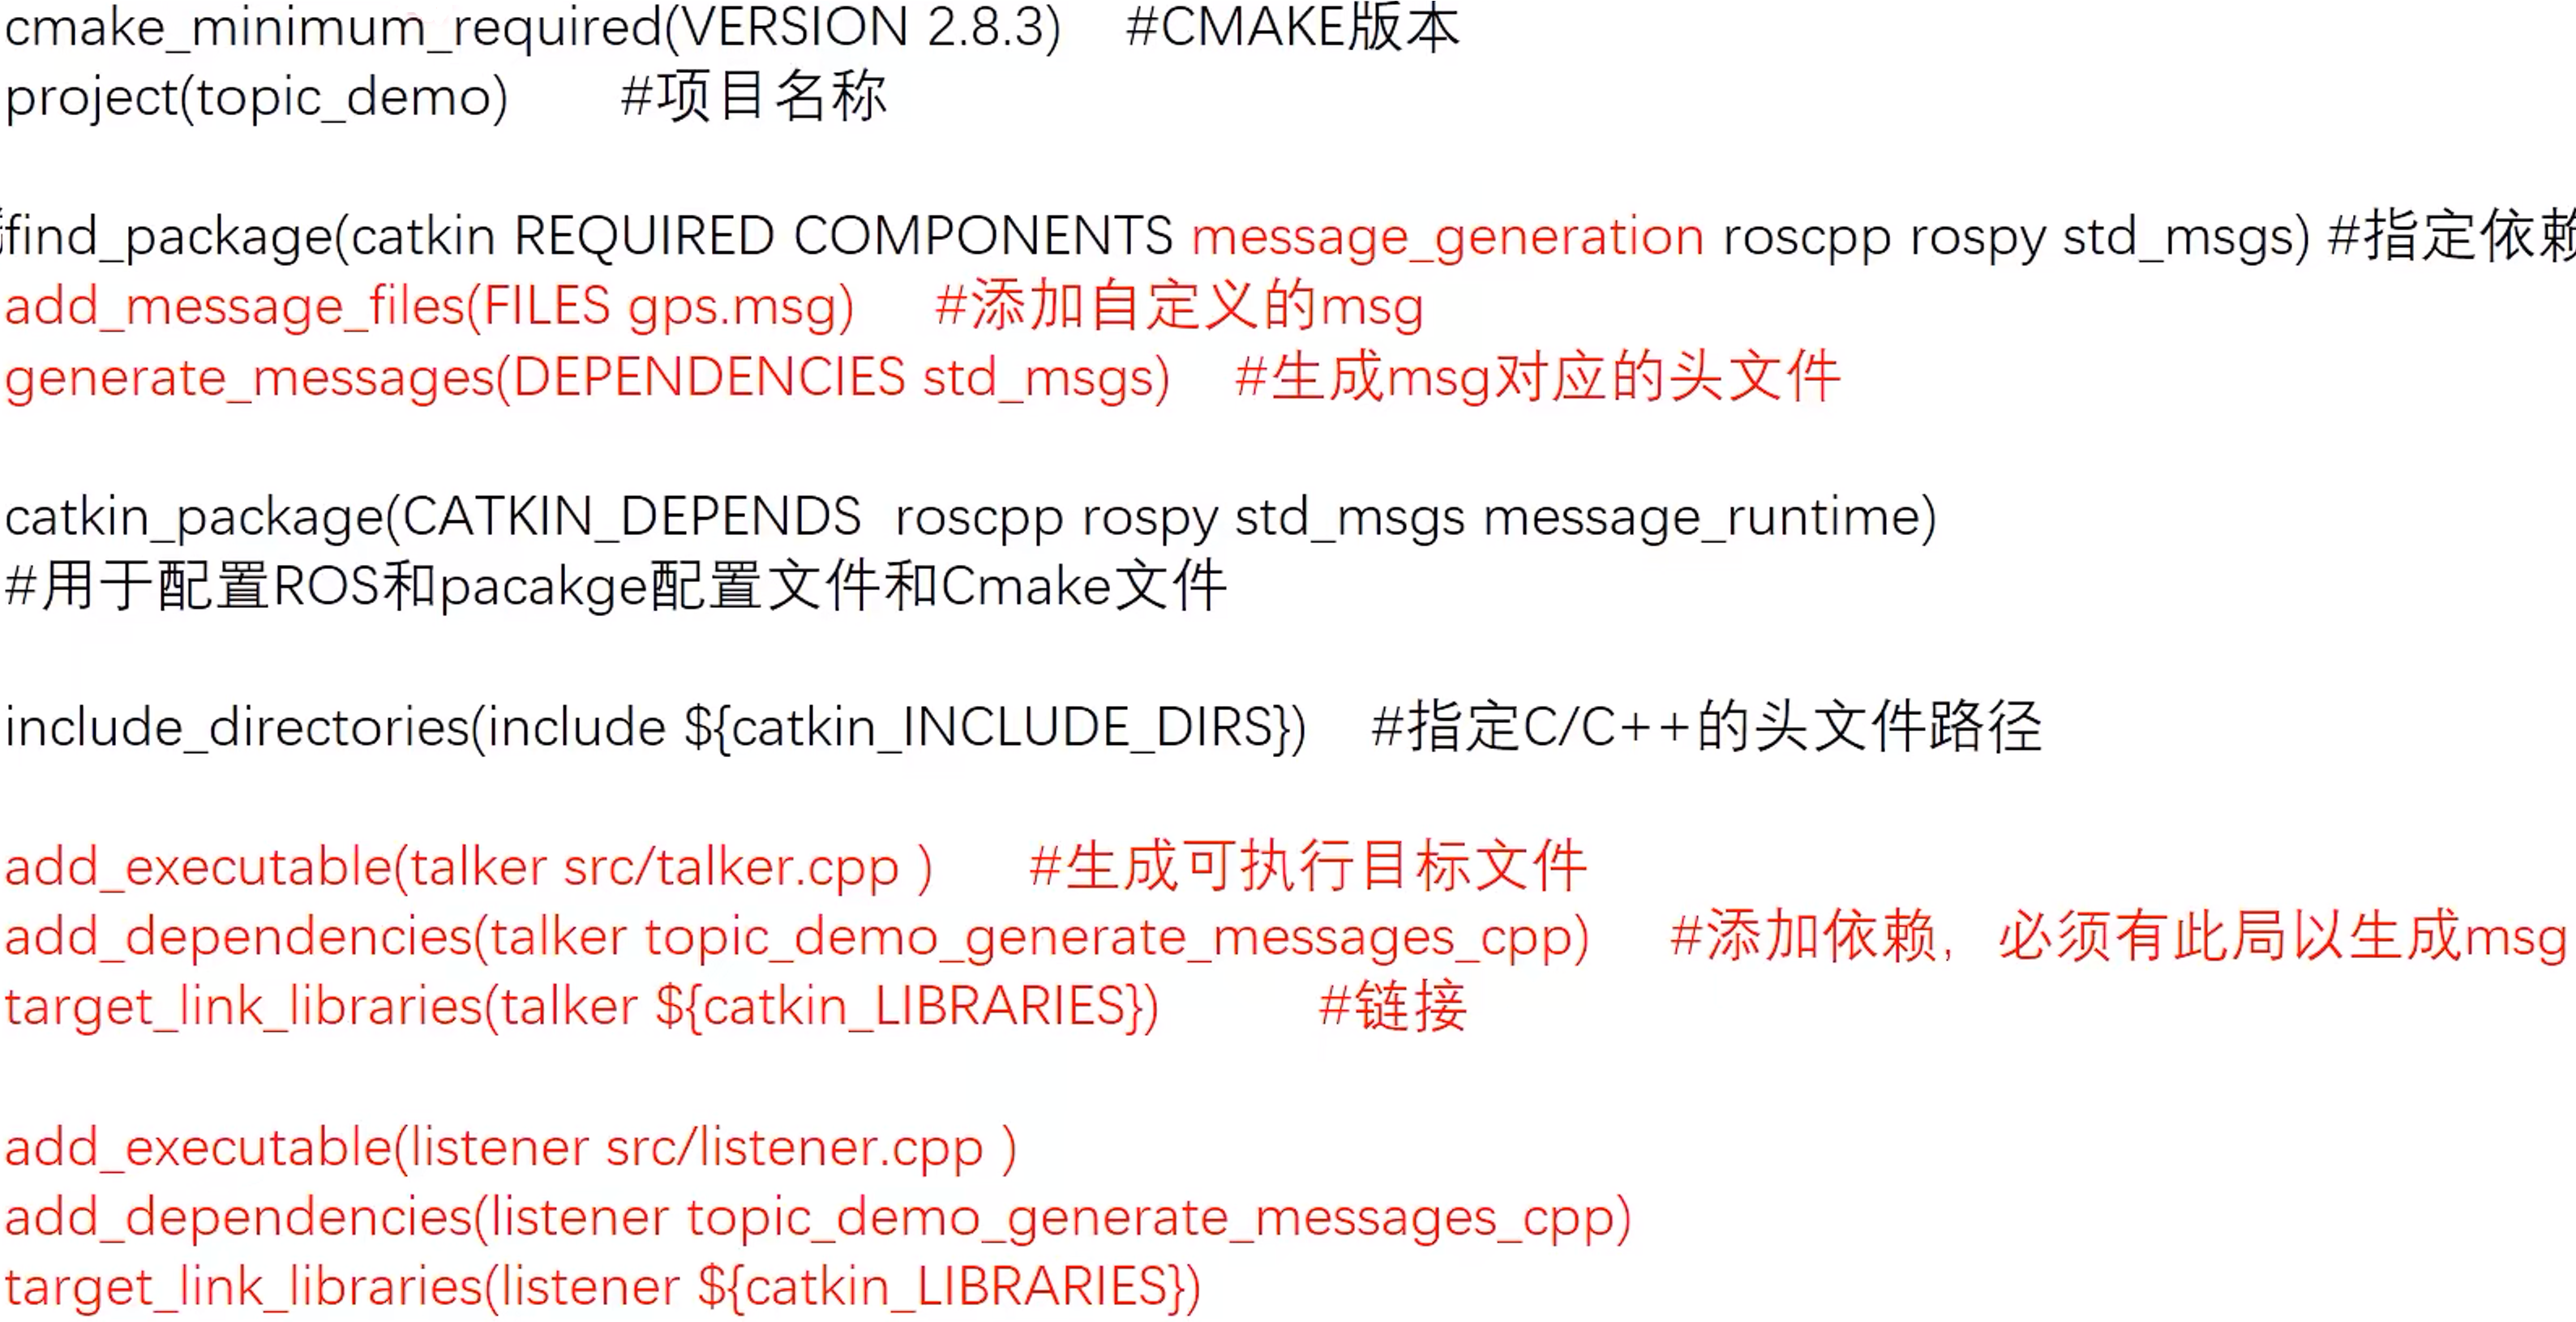 cmake_minimum_required(VERSION 2.8.3) #CMAKE版本
project(topic_demo) #项目名称
find_package(catkin REQUIRED COMPONENTS message_generation roscpp rospy std_msgs) #指定依赖
add_message_files(FILES gps.msg) #添加自定义的msg
generate_messages(DEPENDENCIES std_msgs) #生成msg对应的头文件
catkin_package(CATKIN_DEPENDS roscpp rospy std_msgs message_runtime)
#用于配置ROS和pacakge配置文件和Cmake文件
include_directories(include ${catkin_INCLUDE_DIRS}) #指定C/C++的头文件路径
add_executable(talker src/talker.cpp ) #生成可执行目标文件
add_dependencies(talker topic_demo_generate_messages_cpp) #添加依赖，必须有此局以生成msg
target_link_libraries(talker ${catkin_LIBRARIES}) #链接
add_executable(listener src/listener.cpp )
add_dependencies(listener topic_demo_generate_messages_cpp)
target_link_libraries(listener ${catkin_LIBRARIES})